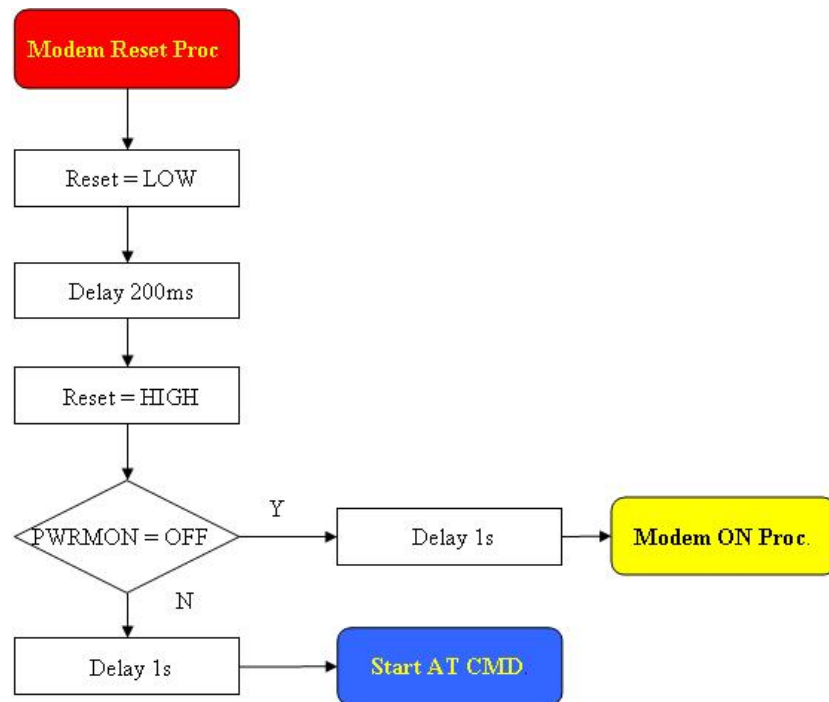 Modem Reset Proc
Reset = LOW
Delay 200ms
Reset = HIGH
PWRMON = OFF
Y
Delay 1s
Modem ON Proc.
N
Delay 1s
Start AT CMD.